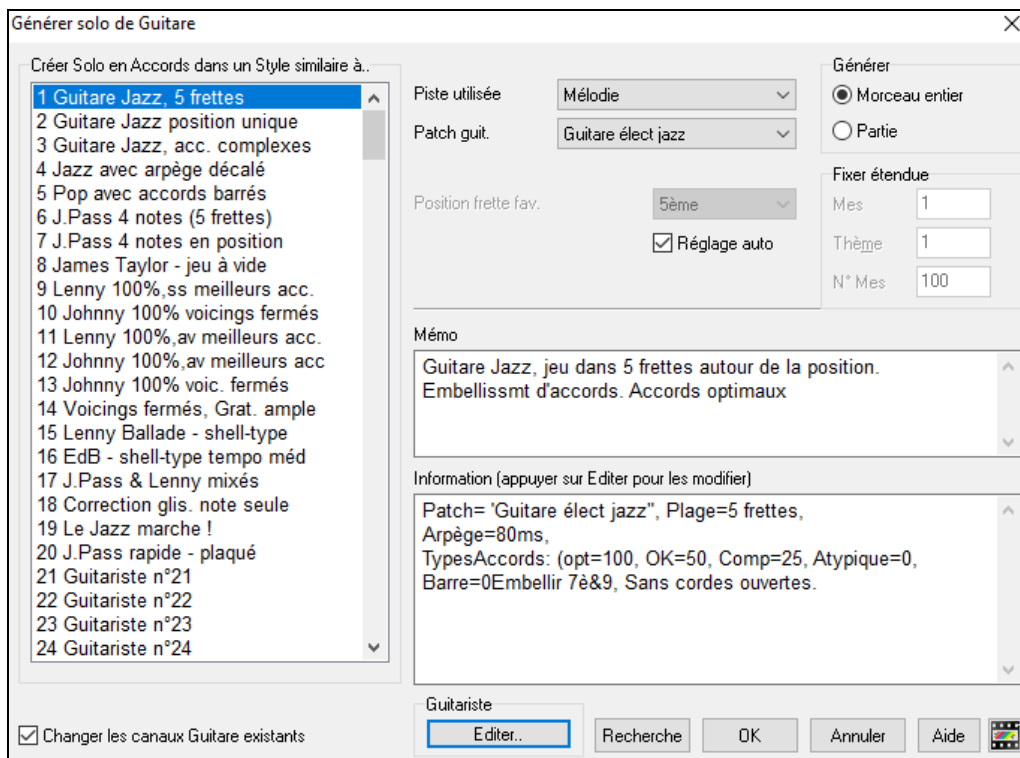 Générer solo de Guitare
Créer Solo en Accords dans un Style similaire à..
1 Guitare Jazz, 5 frettes
2 Guitare Jazz position unique
3 Guitare Jazz, acc. complexes
4 Jazz avec arpège décalé
5 Pop avec accords barrés
6 J.Pass 4 notes (5 frettes)
7 J.Pass 4 notes en position
8 James Taylor - jeu à vide
9 Lenny 100%,ss meilleurs acc.
10 Johnny 100% voicings fermés
11 Lenny 100%,av meilleurs acc.
12 Johnny 100%,av meilleurs acc
13 Johnny 100% voic. fermés
14 Voicings fermés, Grat. ample
15 Lenny Ballade - shell-type
16 EdB - shell-type tempo méd
17 J.Pass & Lenny mixés
18 Correction glis. note seule
19 Le Jazz marche !
20 J.Pass rapide - plaqué
21 Guitariste n°21
22 Guitariste n°22
23 Guitariste n°23
24 Guitariste n°24
Changer les canaux Guitare existants
Piste utilisée
Mélodie
Patch guit.
Guitare élect jazz
Position frette fav.
5ème
Réglage auto
Générer
Morceau entier
Partie
Fixer étendue
Mes
1
Thème
1
N° Mes
100
Mémo
Guitare Jazz, jeu dans 5 frettes autour de la position.
Embellissmt d'accords. Accords optimaux
Information (appuyer sur Editer pour les modifier)
Patch= 'Guitare élect jazz", Plage=5 frettes,
Arpège=80ms,
TypesAccords: (opt=100, OK=50, Comp=25, Atypique=0,
Barre=0Embellir 7è&9, Sans cordes ouvertes.
Guitariste
Editer..
Recherche
OK
Annuler
Aide